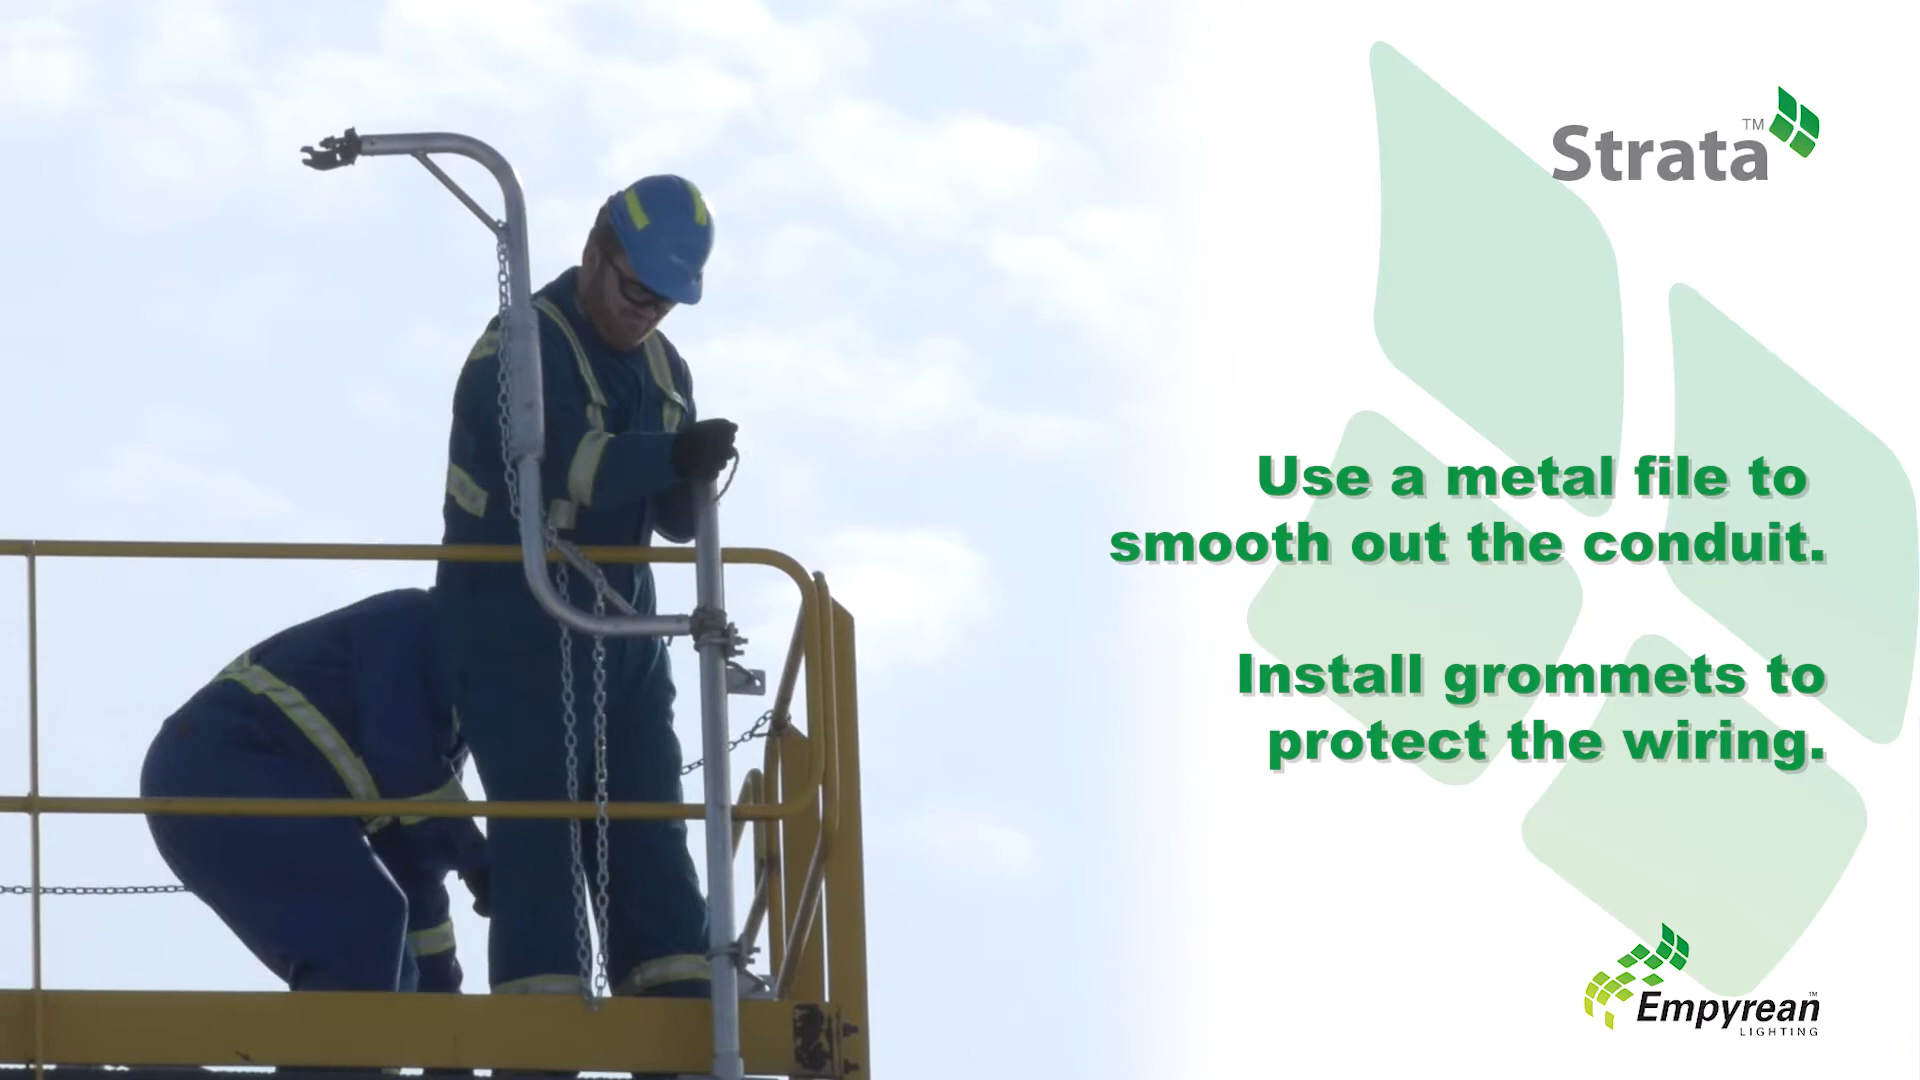 Strata™
Use a metal file to
smooth out the conduit.
Install grommets to
protect the wiring.
Empyrean™
LIGHTING